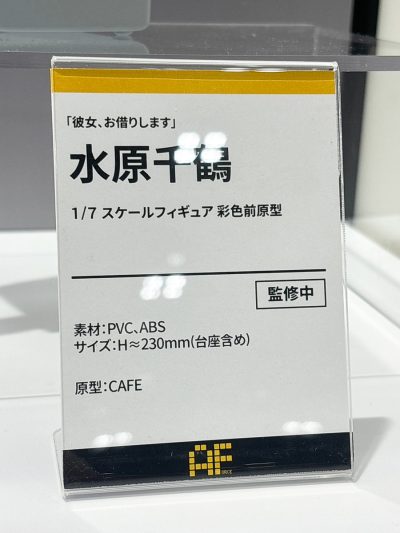 「彼女、お借りします」
水原千鶴
1/7 スケールフィギュア 彩色前原型
監修中
素材:PVC、ABS
サイズ:H≈230mm(台座含め)
原型:CAFE
AF